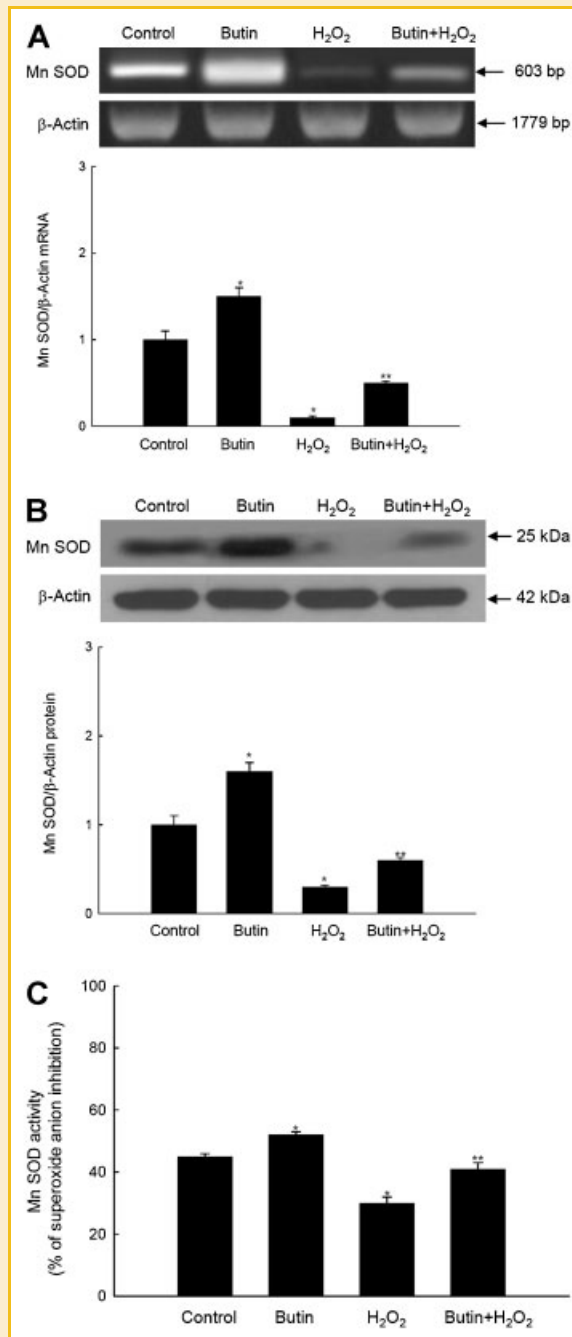 A
Control Butin H₂O₂ Butin+H₂O₂
Mn SOD 603 bp
β-Actin 1779 bp
Mn SOD/β-Actin mRNA
3
2
1
0
*
*
**
Control Butin H₂O₂ Butin+H₂O₂
B
Control Butin H₂O₂ Butin+H₂O₂
Mn SOD 25 kDa
β-Actin 42 kDa
Mn SOD/β-Actin protein
3
2
1
0
*
*
**
Control Butin H₂O₂ Butin+H₂O₂
C
Mn SOD activity
(% of superoxide anion inhibition)
100
80
60
40
20
0
*
*
**
Control Butin H₂O₂ Butin+H₂O₂